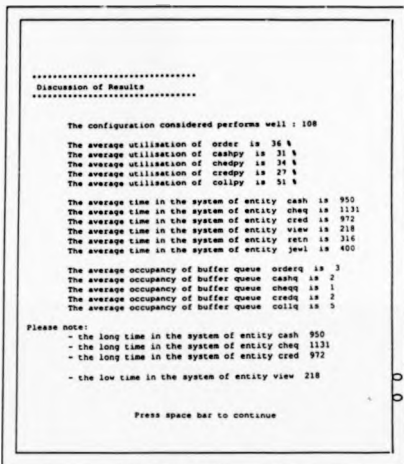 *******************************
Discussion of Results
*******************************
The configuration considered performs well : 108
The average utilisation of order is 36 %
The average utilisation of cashpy is 31 %
The average utilisation of chedpy is 34 %
The average utilisation of credpy is 27 %
The average utilisation of collpy is 51 %
The average time in the system of entity cash is 950
The average time in the system of entity cheq is 1131
The average time in the system of entity cred is 972
The average time in the system of entity view is 218
The average time in the system of entity retn is 316
The average time in the system of entity jewl is 400
The average occupancy of buffer queue orderq is 3
The average occupancy of buffer queue cashq is 2
The average occupancy of buffer queue cheqq is 1
The average occupancy of buffer queue credq is 2
The average occupancy of buffer queue collq is 5
Please note:
- the long time in the system of entity cash 950
- the long time in the system of entity cheq 1131
- the long time in the system of entity cred 972
- the low time in the system of entity view 218
Press space bar to continue